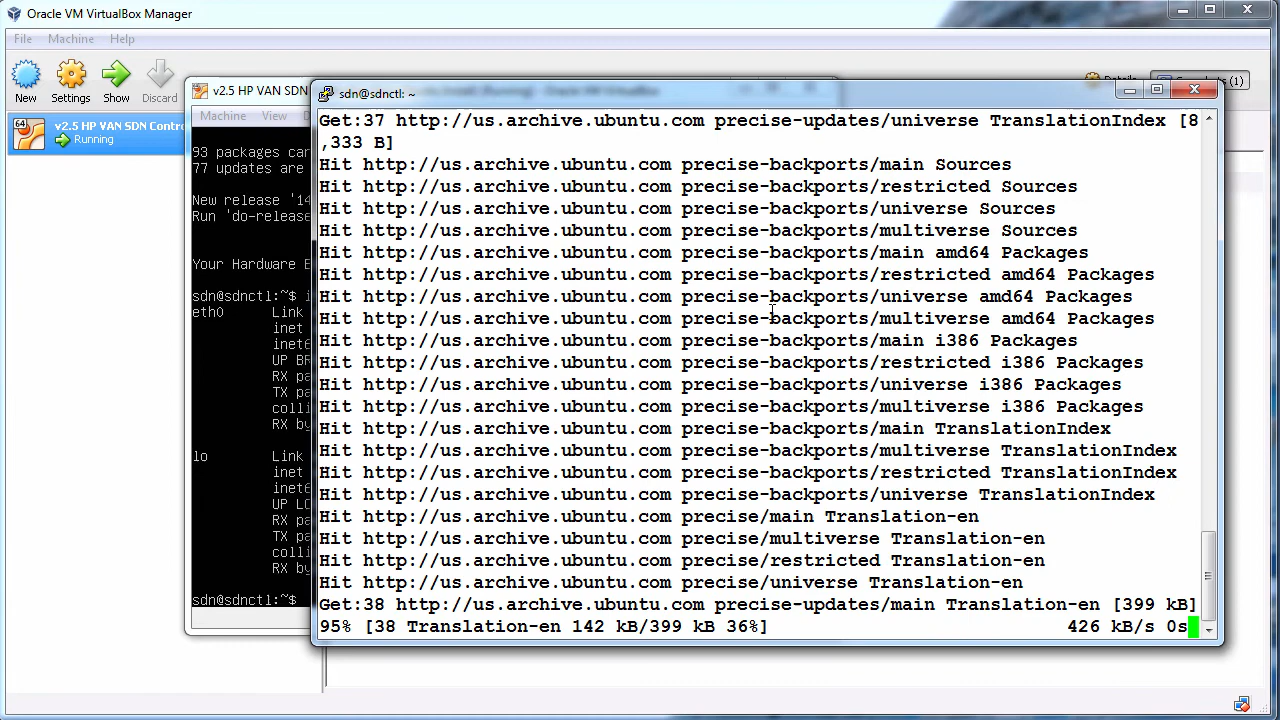 Oracle VM VirtualBox Manager
File Machine Help
New Settings Show Discard
Details
(1)
64
v2.5 HP VAN SDN Contro
Running
v2.5 HP VAN SDN
Oracle VM VirtualBox
Machine View
93 packages can
77 updates are
New release '14
Run 'do-release
Your Hardware E
sdn@sdnctl:~$ i
eth0 Link
inet
inet6
UP BR
RX pa
TX pa
colli
RX by
lo Link
inet
inet6
UP LO
RX pa
TX pa
colli
RX by
sdn@sdnctl:~$
sdn@sdnctl: ~
Get:37 http://us.archive.ubuntu.com precise-updates/universe TranslationIndex [8
,333 B]
Hit http://us.archive.ubuntu.com precise-backports/main Sources
Hit http://us.archive.ubuntu.com precise-backports/restricted Sources
Hit http://us.archive.ubuntu.com precise-backports/universe Sources
Hit http://us.archive.ubuntu.com precise-backports/multiverse Sources
Hit http://us.archive.ubuntu.com precise-backports/main amd64 Packages
Hit http://us.archive.ubuntu.com precise-backports/restricted amd64 Packages
Hit http://us.archive.ubuntu.com precise-backports/universe amd64 Packages
Hit http://us.archive.ubuntu.com precise-backports/multiverse amd64 Packages
Hit http://us.archive.ubuntu.com precise-backports/main i386 Packages
Hit http://us.archive.ubuntu.com precise-backports/restricted i386 Packages
Hit http://us.archive.ubuntu.com precise-backports/universe i386 Packages
Hit http://us.archive.ubuntu.com precise-backports/multiverse i386 Packages
Hit http://us.archive.ubuntu.com precise-backports/main TranslationIndex
Hit http://us.archive.ubuntu.com precise-backports/multiverse TranslationIndex
Hit http://us.archive.ubuntu.com precise-backports/restricted TranslationIndex
Hit http://us.archive.ubuntu.com precise-backports/universe TranslationIndex
Hit http://us.archive.ubuntu.com precise/main Translation-en
Hit http://us.archive.ubuntu.com precise/multiverse Translation-en
Hit http://us.archive.ubuntu.com precise/restricted Translation-en
Hit http://us.archive.ubuntu.com precise/universe Translation-en
Get:38 http://us.archive.ubuntu.com precise-updates/main Translation-en [399 kB]
95% [38 Translation-en 142 kB/399 kB 36%] 426 kB/s 0s